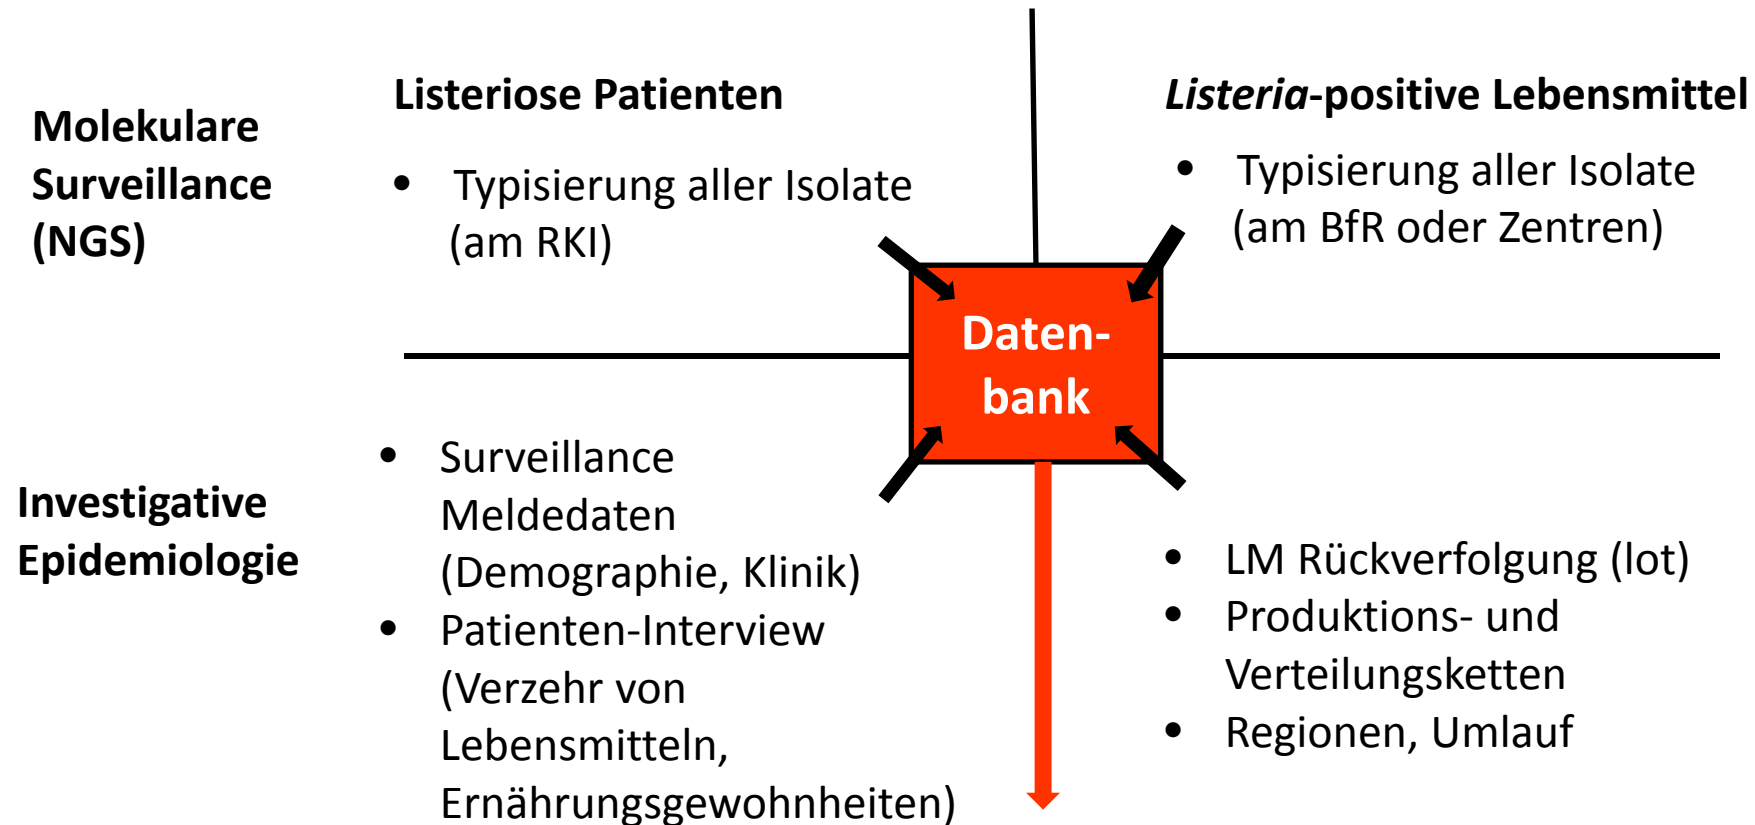 Listeriose Patienten
Listeria-positive Lebensmittel
Molekulare
Surveillance
(NGS)
• Typisierung aller Isolate
(am RKI)
• Typisierung aller Isolate
(am BfR oder Zentren)
Daten-
bank
Investigative
Epidemiologie
• Surveillance
Meldedaten
(Demographie, Klinik)
• Patienten-Interview
(Verzehr von
Lebensmitteln,
Ernährungsgewohnheiten)
• LM Rückverfolgung (lot)
• Produktions- und
Verteilungsketten
• Regionen, Umlauf